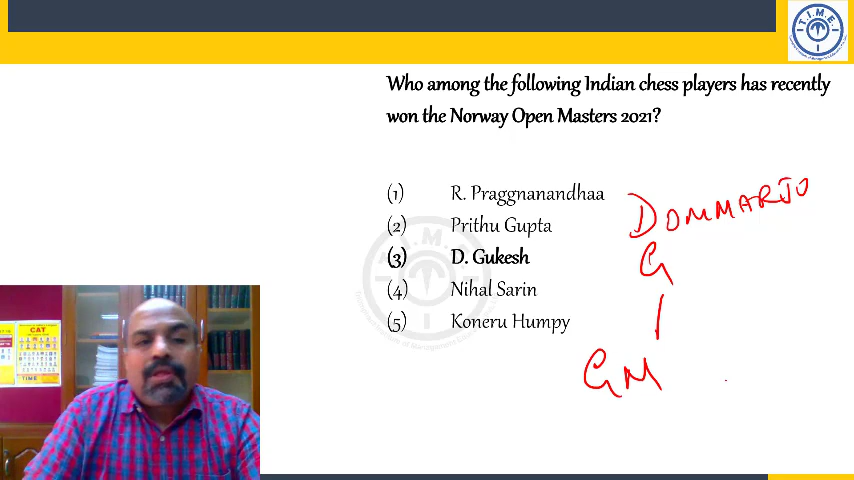 T.I.M.E.
Who among the following Indian chess players has recently
won the Norway Open Masters 2021?
(1) R. Praggnanandhaa
(2) Prithu Gupta
(3) D. Gukesh
(4) Nihal Sarin
(5) Koneru Humpy
DOMMARJU
G
GM
T.I.M.E.
CAT
TIME